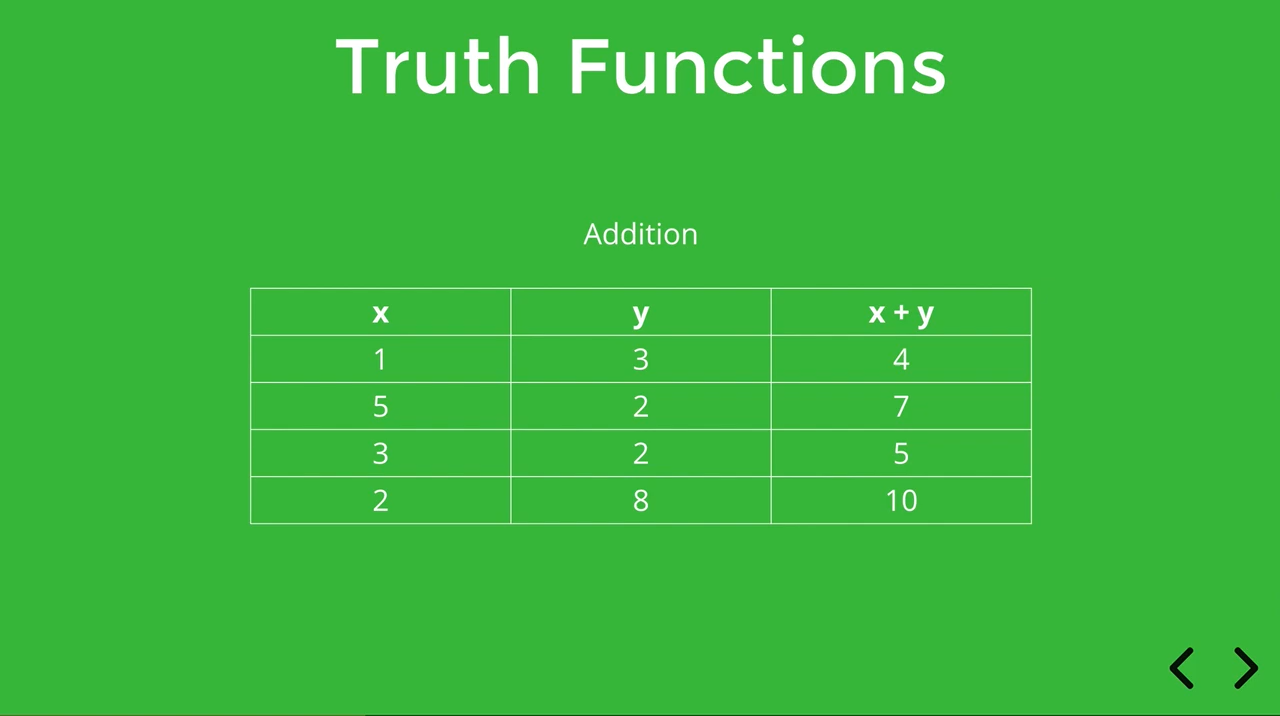 Truth Functions
Addition
x y x + y
1 3 4
5 2 7
3 2 5
2 8 10